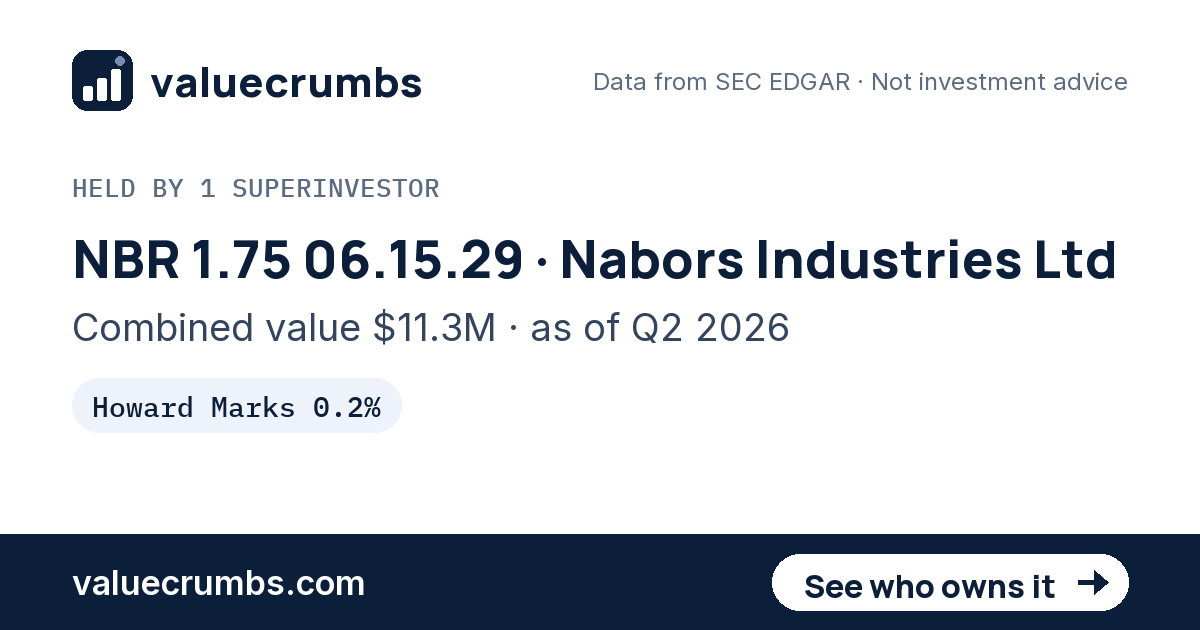 valuecrumbs
Data from SEC EDGAR · Not investment advice
HELD BY 1 SUPERINVESTOR
NBR 1.75 06.15.29 · Nabors Industries Ltd
Combined value $11.3M · as of Q2 2026
Howard Marks 0.2%
valuecrumbs.com
See who owns it →